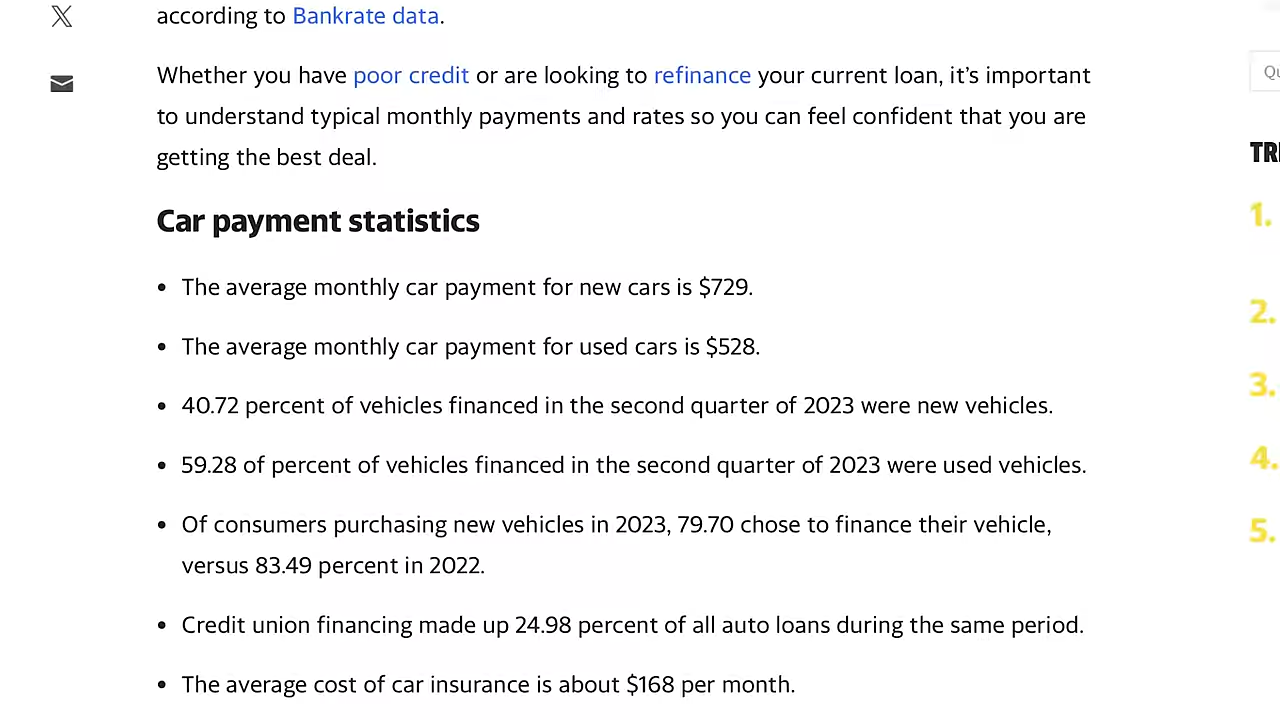 according to Bankrate data.
Whether you have poor credit or are looking to refinance your current loan, it’s important
to understand typical monthly payments and rates so you can feel confident that you are
getting the best deal.
Car payment statistics
• The average monthly car payment for new cars is $729.
• The average monthly car payment for used cars is $528.
• 40.72 percent of vehicles financed in the second quarter of 2023 were new vehicles.
• 59.28 of percent of vehicles financed in the second quarter of 2023 were used vehicles.
• Of consumers purchasing new vehicles in 2023, 79.70 chose to finance their vehicle,
versus 83.49 percent in 2022.
• Credit union financing made up 24.98 percent of all auto loans during the same period.
• The average cost of car insurance is about $168 per month.
Qu
TR
1.
2.
3.
4.
5.